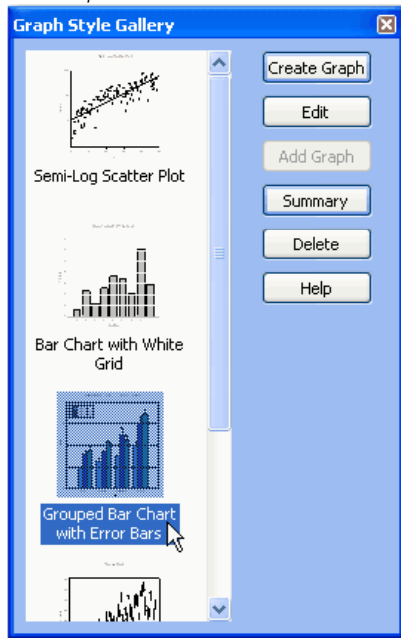 Graph Style Gallery
Create Graph
Edit
Add Graph
Summary
Delete
Help
Semi-Log Scatter Plot
Bar Chart with White
Grid
Grouped Bar Chart
with Error Bars